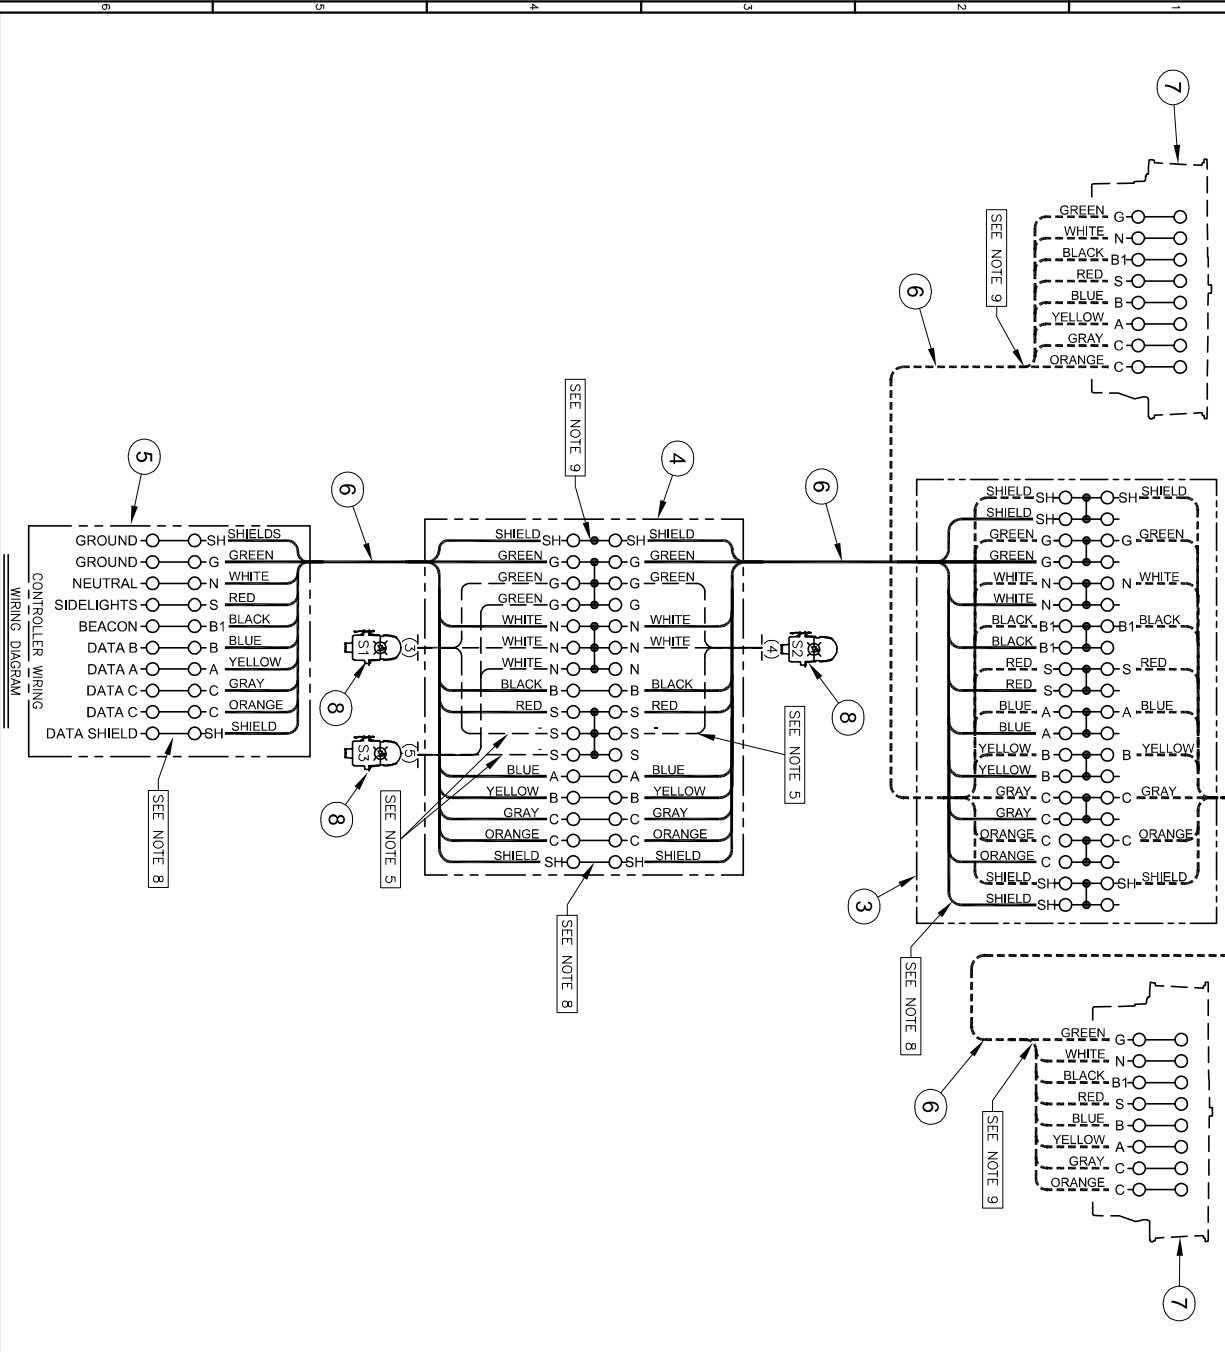 6
5
4
3
2
1
7
GREEN G
WHITE N
BLACK B1
RED S
BLUE B
YELLOW A
GRAY C
ORANGE C
SEE NOTE 9
6
SHIELD SH SH SHIELD
SHIELD SH
GREEN G G GREEN
GREEN G
WHITE N N WHITE
WHITE N
BLACK B1 B1 BLACK
BLACK B1
RED S S RED
RED S
BLUE A A BLUE
BLUE A
YELLOW B B YELLOW
YELLOW B
GRAY C C GRAY
GRAY C
ORANGE C C ORANGE
ORANGE C
SHIELD SH SH SHIELD
SHIELD SH
3
SEE NOTE 8
SEE NOTE 9
4
6
SHIELD SH SH SHIELD
GREEN G G GREEN
GREEN G G GREEN
GREEN G G
WHITE N N WHITE
WHITE N N WHITE
WHITE N N
BLACK B B BLACK
RED S S RED
- S S -
- S S
BLUE A A BLUE
YELLOW B B YELLOW
GRAY C C GRAY
ORANGE C C ORANGE
SHIELD SH SH SHIELD
S2
(4)
8
SEE NOTE 5
S1
(3)
8
S3
(5)
8
SEE NOTE 5
SEE NOTE 8
5
6
GROUND SH SHIELDS
GROUND G GREEN
NEUTRAL N WHITE
SIDELIGHTS S RED
BEACON B1 BLACK
DATA B B BLUE
DATA A A YELLOW
DATA C C GRAY
DATA C C ORANGE
DATA SHIELD SH SHIELD
SEE NOTE 8
CONTROLLER WIRING
WIRING DIAGRAM
GREEN G
WHITE N
BLACK B1
RED S
BLUE B
YELLOW A
GRAY C
ORANGE C
6
SEE NOTE 9
7